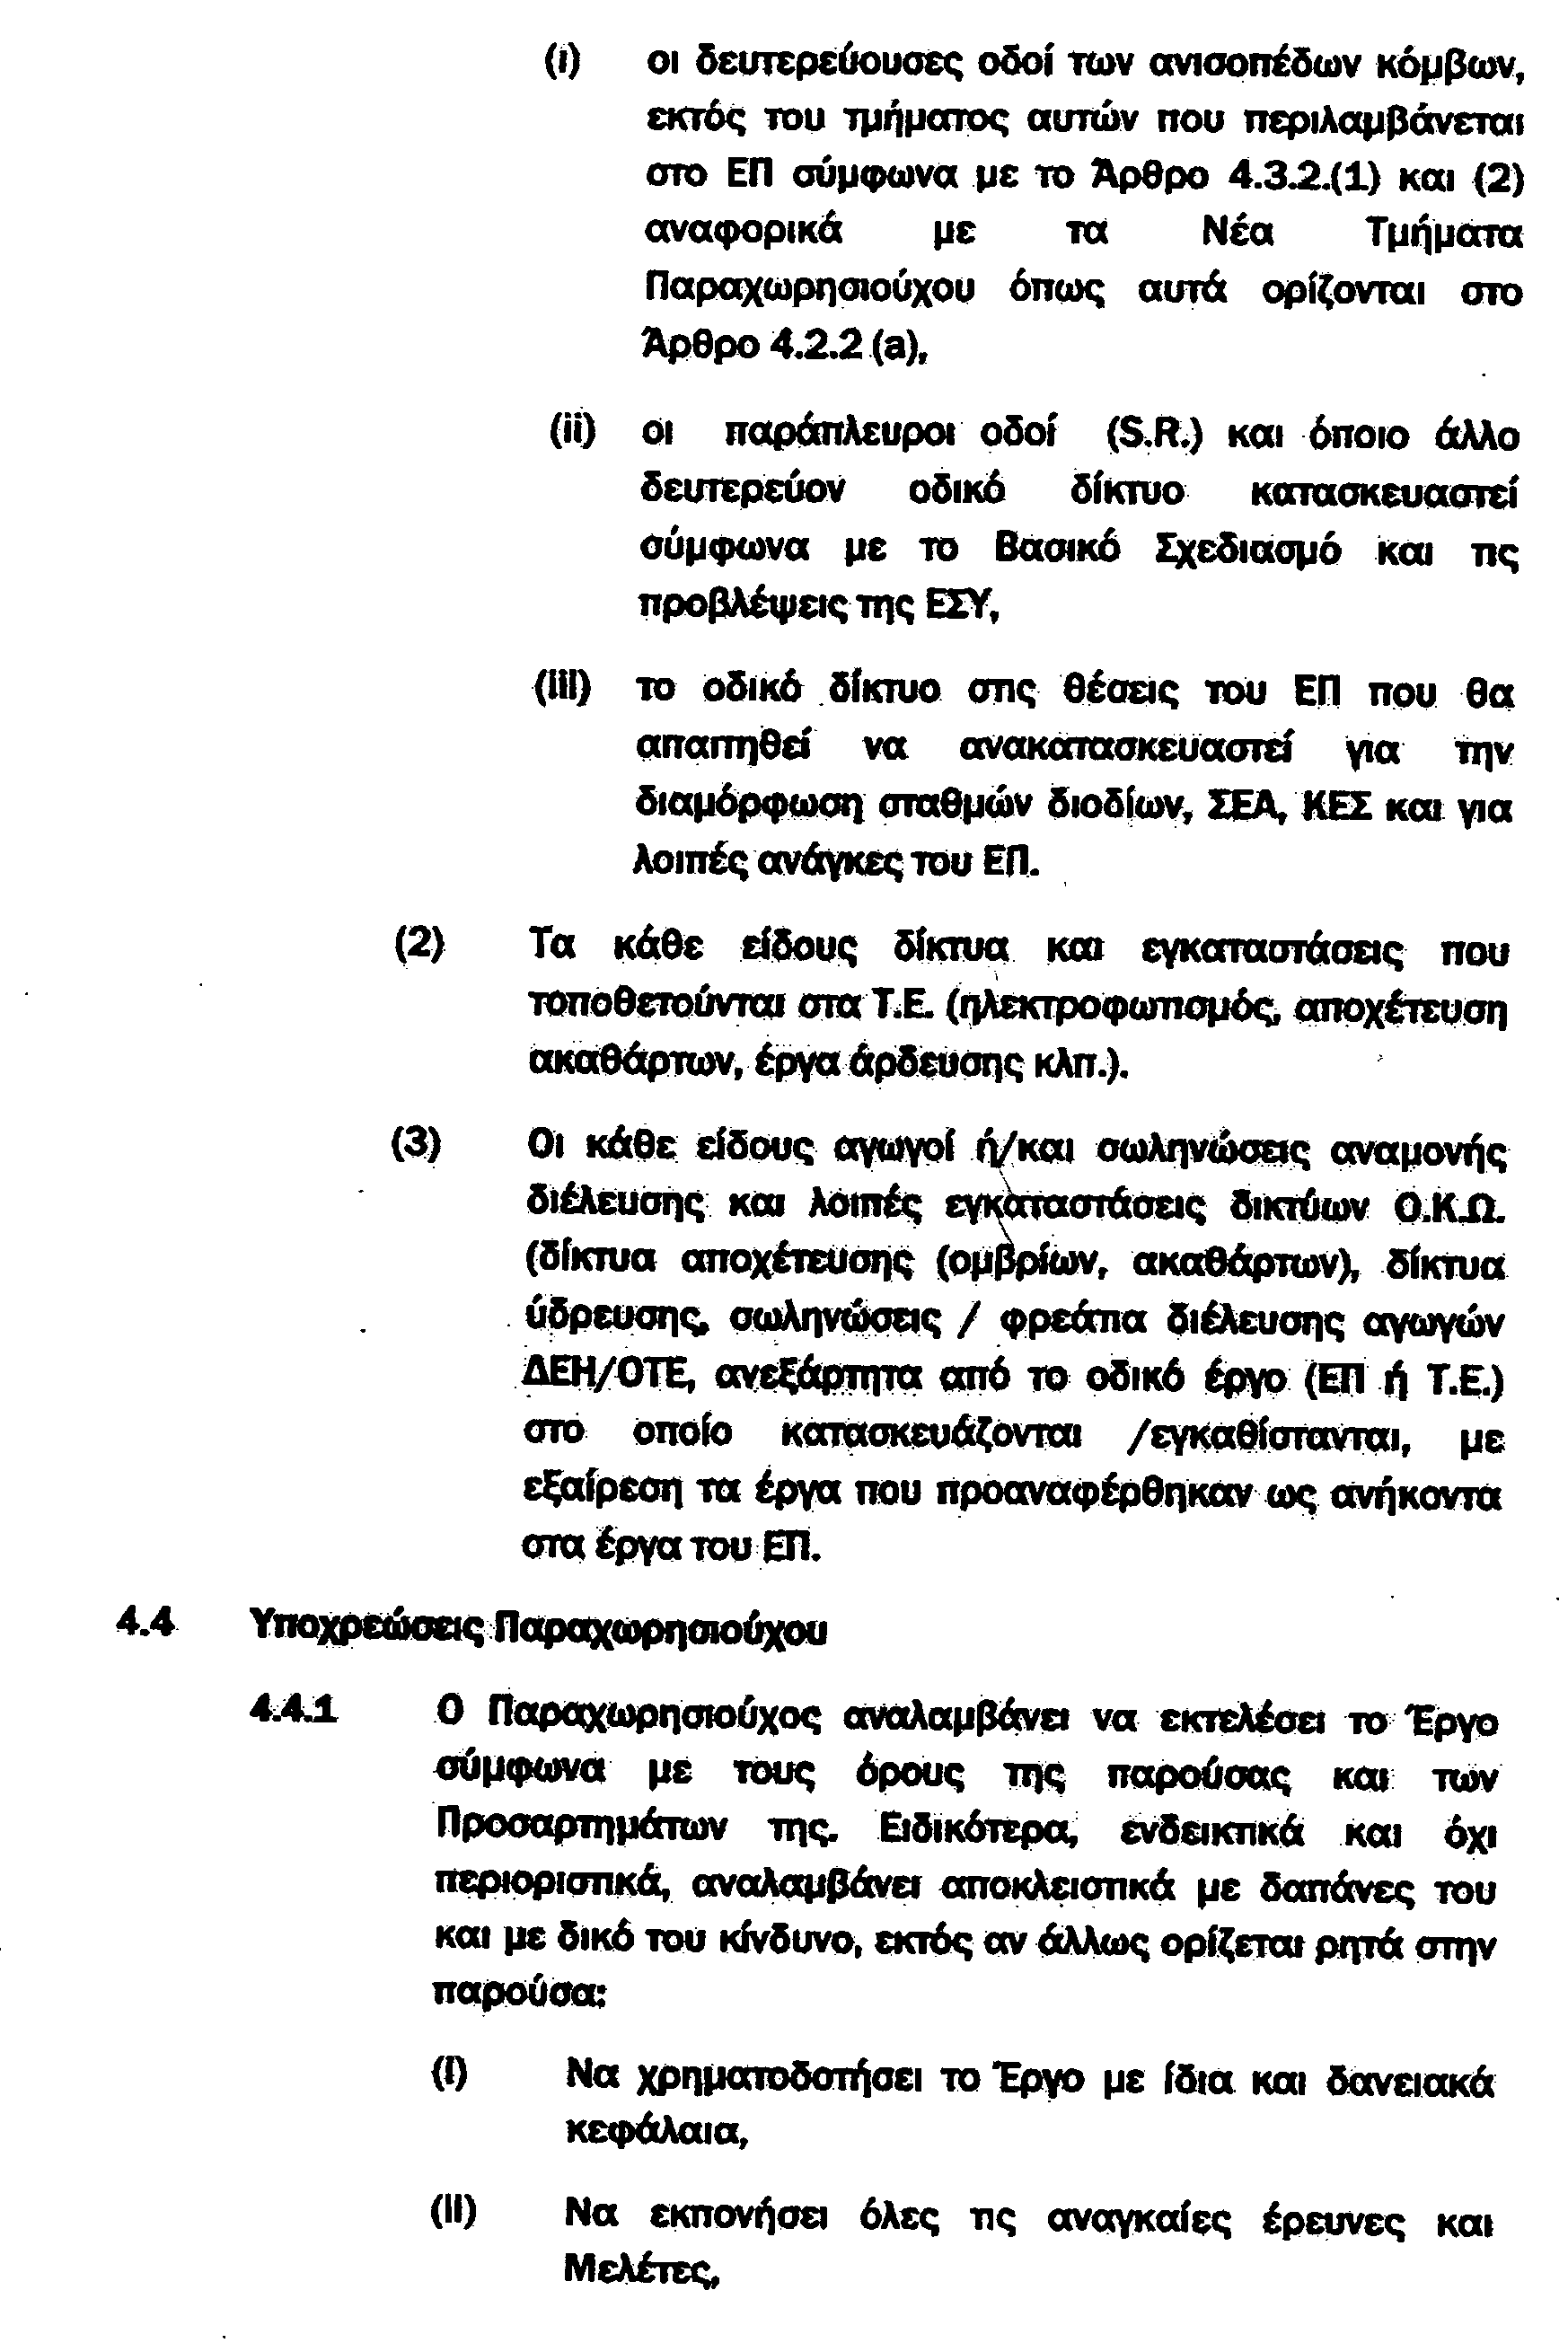 (i) οι δευτερεύουσες οδοί των ανισοπέδων κόμβων,
εκτός του τμήματος αυτών που περιλαμβάνεται
στο ΕΠ σύμφωνα με το Άρθρο 4.3.2.(1) και (2)
αναφορικά με τα Νέα Τμήματα
Παραχωρησιούχου όπως αυτά ορίζονται στο
Άρθρο 4.2.2 (a),
(ii) οι παράπλευροι οδοί (S.R.) και όποιο άλλο
δευτερεύον οδικό δίκτυο κατασκευαστεί
σύμφωνα με το Βασικό Σχεδιασμό και τις
προβλέψεις της ΕΣΥ,
(iii) το οδικό δίκτυο στις θέσεις του ΕΠ που θα
απαιτηθεί να ανακατασκευαστεί για την
διαμόρφωση σταθμών διοδίων, ΣΕΑ, ΚΕΣ και για
λοιπές ανάγκες του ΕΠ.
(2) Τα κάθε είδους δίκτυα και εγκαταστάσεις που
τοποθετούνται στα Τ.Ε. (ηλεκτροφωτισμός, αποχέτευση
ακαθάρτων, έργα άρδευσης κλπ.).
(3) Οι κάθε είδους αγωγοί ή/και σωληνώσεις αναμονής
διέλευσης και λοιπές εγκαταστάσεις δικτύων Ο.Κ.Ω.
(δίκτυα αποχέτευσης (ομβρίων, ακαθάρτων), δίκτυα
ύδρευσης, σωληνώσεις / φρεάτια διέλευσης αγωγών
ΔΕΗ/ΟΤΕ, ανεξάρτητα από το οδικό έργο (ΕΠ ή Τ.Ε.)
στο οποίο κατασκευάζονται /εγκαθίστανται, με
εξαίρεση τα έργα που προαναφέρθηκαν ως ανήκοντα
στα έργα του ΕΠ.
4.4 Υποχρεώσεις Παραχωρησιούχου
4.4.1 Ο Παραχωρησιούχος αναλαμβάνει να εκτελέσει το Έργο
σύμφωνα με τους όρους της παρούσας και των
Προσαρτημάτων της. Ειδικότερα, ενδεικτικά και όχι
περιοριστικά, αναλαμβάνει αποκλειστικά με δαπάνες του
και με δικό του κίνδυνο, εκτός αν άλλως ορίζεται ρητά στην
παρούσα:
(i) Να χρηματοδοτήσει το Έργο με ίδια και δανειακά
κεφάλαια,
(ii) Να εκπονήσει όλες τις αναγκαίες έρευνες και
Μελέτες,